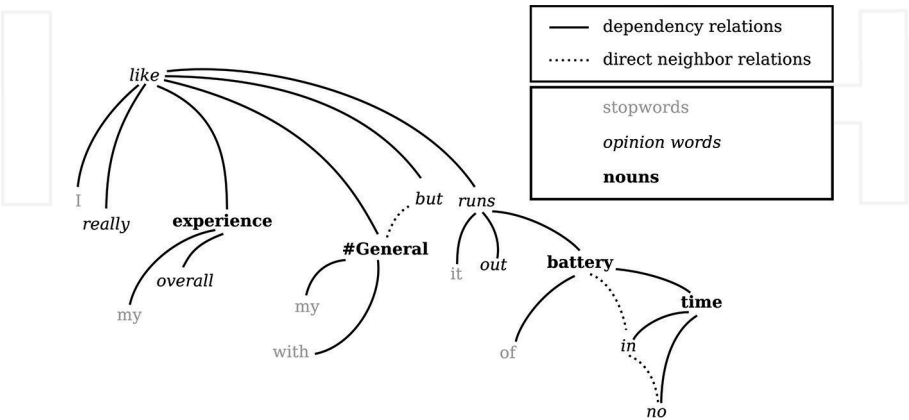 dependency relations
direct neighbor relations
stopwords
opinion words
nouns
like
I
really
experience
overall
my
#General
but
my
with
runs
it
out
battery
of
time
in
no